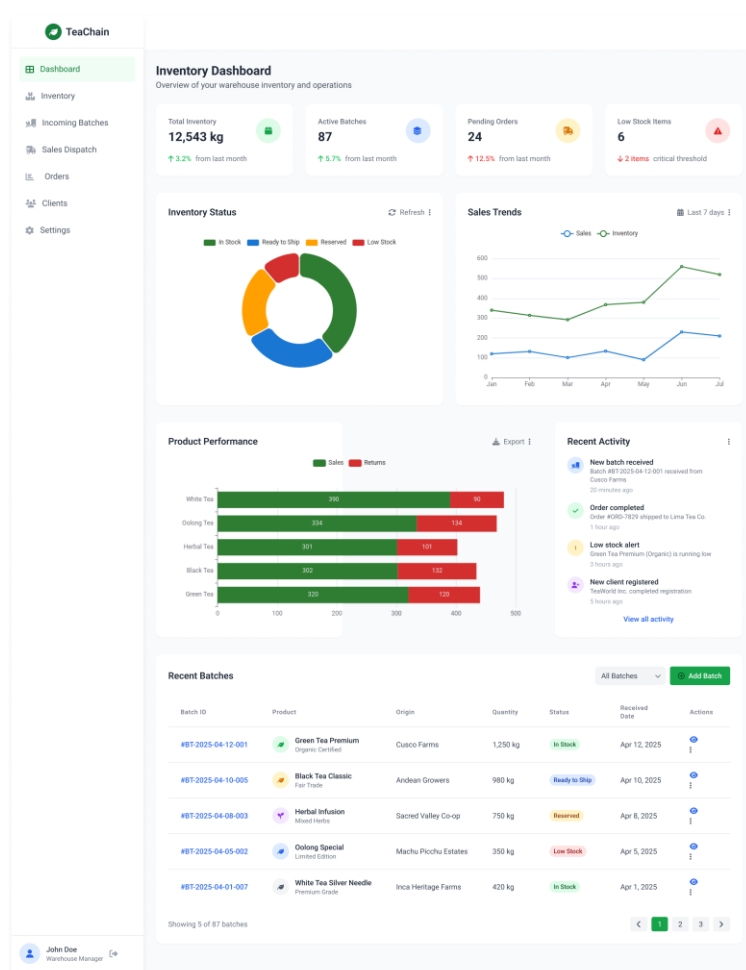 TeaChain
Dashboard
Inventory
Incoming Batches
Sales Dispatch
Orders
Clients
Settings
John Doe
Warehouse Manager
Inventory Dashboard
Overview of your warehouse inventory and operations
Total Inventory
12,543 kg
3.2% from last month
Active Batches
87
5.7% from last month
Pending Orders
24
12.5% from last month
Low Stock Items
6
2 items critical threshold
Inventory Status
Refresh
In Stock Ready to Ship Reserved Low Stock
Sales Trends
Last 7 days
Sales Inventory
600
500
400
300
200
100
0
Jan Feb Mar Apr May Jun Jul
Product Performance
Export
Sales Returns
White Tea 390 90
Oolong Tea 334 134
Herbal Tea 301 101
Black Tea 302 132
Green Tea 320 120
0 100 200 300 400 500
Recent Activity
New batch received
Batch #BT-2025-04-12-001 received from
Cusco Farms
20 minutes ago
Order completed
Order #ORD-7829 shipped to Lima Tea Co.
1 hour ago
Low stock alert
Green Tea Premium (Organic) is running low
3 hours ago
New client registered
TeaWorld Inc. completed registration
5 hours ago
View all activity
Recent Batches
All Batches
Add Batch
Batch ID Product Origin Quantity Status Received Date Actions
#BT-2025-04-12-001 Green Tea Premium Cusco Farms 1,250 kg In Stock Apr 12, 2025
Organic Certified
#BT-2025-04-10-005 Black Tea Classic Andean Growers 980 kg Ready to Ship Apr 10, 2025
Fair Trade
#BT-2025-04-08-003 Herbal Infusion Sacred Valley Co-op 750 kg Reserved Apr 8, 2025
Mixed Herbs
#BT-2025-04-05-002 Oolong Special Machu Picchu Estates 350 kg Low Stock Apr 5, 2025
Limited Edition
#BT-2025-04-01-007 White Tea Silver Needle Inca Heritage Farms 420 kg In Stock Apr 1, 2025
Premium Grade
Showing 5 of 87 batches
1 2 3